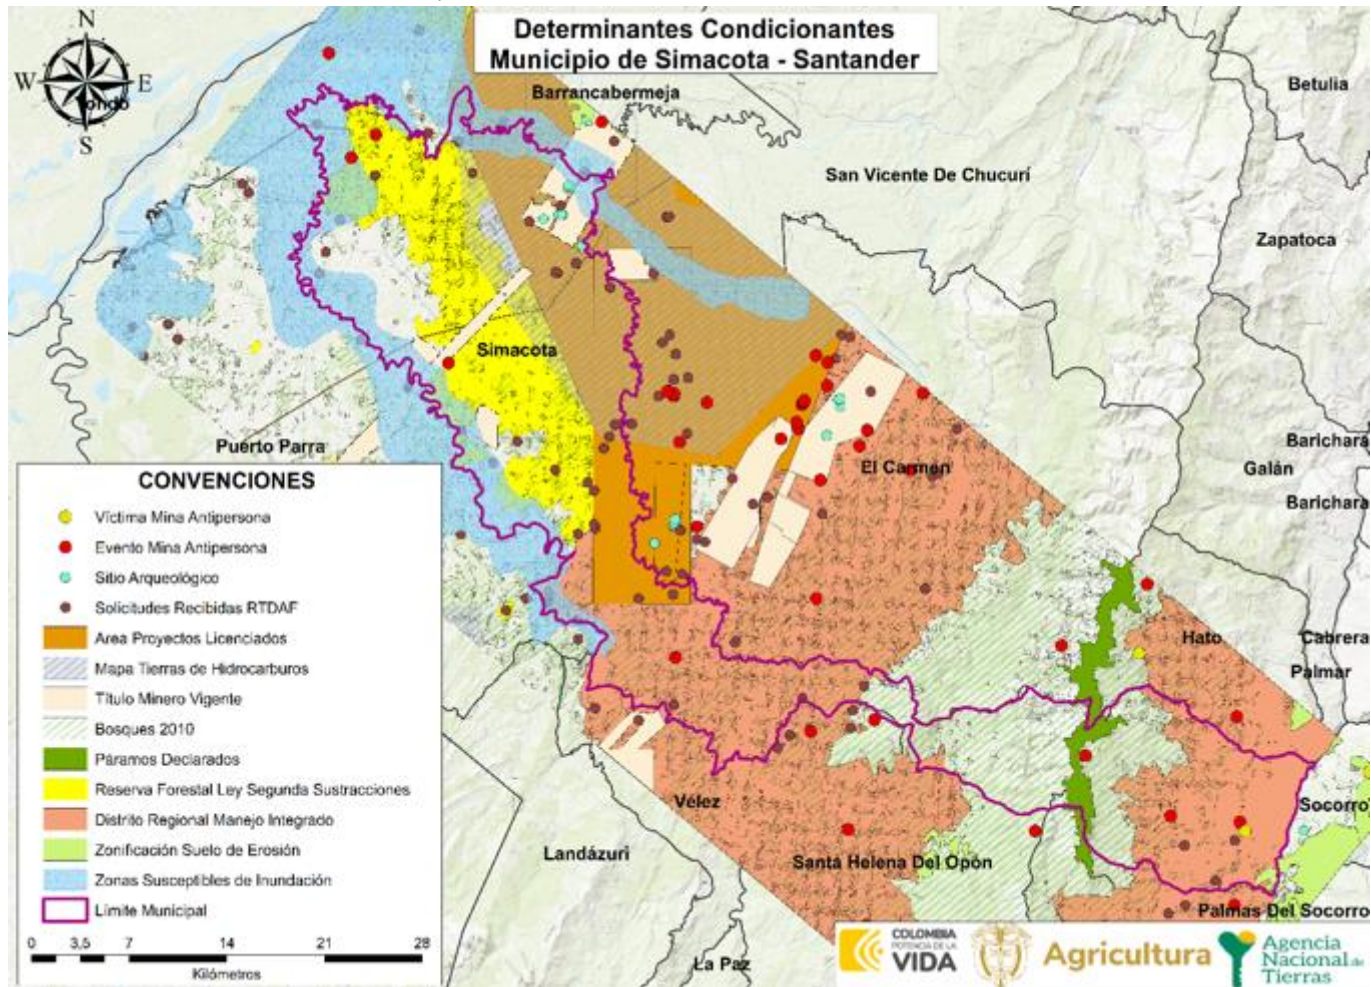 Determinantes Condicionantes
Municipio de Simacota - Santander
N
W
E
S
Barrancabermeja
Betulia
San Vicente De Chucurí
Zapatoca
Simacota
Puerto Parra
El Carmen
Barichara
Galán
Barichara
Hato
Cabrera
Palmar
Vélez
Socorro
Landázuri
Santa Helena Del Opón
Palmas Del Socorro
La Paz
CONVENCIONES
Víctima Mina Antipersona
Evento Mina Antipersona
Sitio Arqueológico
Solicitudes Recibidas RTDAF
Area Proyectos Licenciados
Mapa Tierras de Hidrocarburos
Título Minero Vigente
Bosques 2010
Páramos Declarados
Reserva Forestal Ley Segunda Sustracciones
Distrito Regional Manejo Integrado
Zonificación Suelo de Erosión
Zonas Susceptibles de Inundación
Límite Municipal
0 3,5 7 14 21 28
Kilómetros
COLOMBIA
POTENCIA DE LA
VIDA
Agricultura
Agencia
Nacional de
Tierras